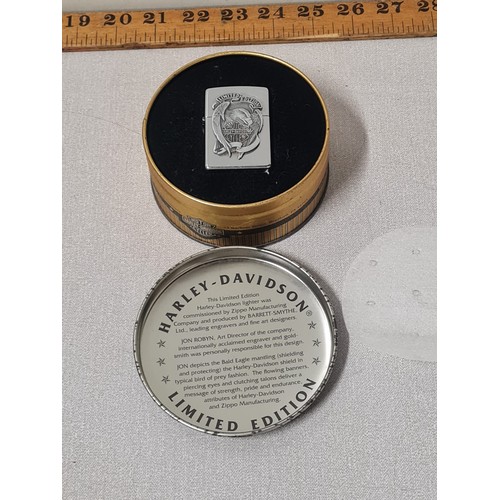 19 20 21 22 23 24 25 26 27 28
LIMITED EDITION
HARLEY-DAVIDSON®
This Limited Edition
Harley-Davidson lighter was
commissioned by Zippo Manufacturing
Company and produced by BARRETT-SMYTHE,
Ltd., leading engravers and fine art designers.
JON ROBYN, Art Director of the company,
internationally acclaimed engraver and gold-
smith was personally responsible for this design.
JON depicts the Bald Eagle mantling (shielding
and protecting) the Harley-Davidson shield in
typical bird of prey fashion. The flowing banners,
piercing eyes and clutching talons deliver a
message of strength, pride and endurance,
attributes of Harley-Davidson
and Zippo Manufacturing.
LIMITED EDITION